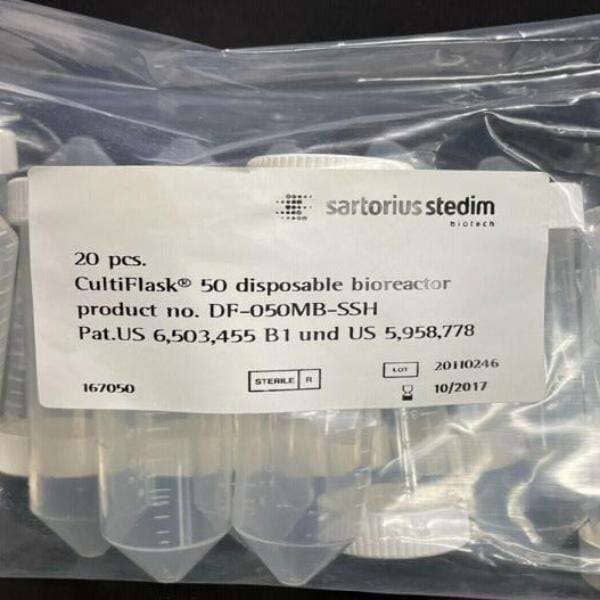 sartorius stedim
biotech
20 pcs.
CultiFlask® 50 disposable bioreactor
product no. DF-050MB-SSH
Pat.US 6,503,455 B1 und US 5,958,778
STERILE R
LOT 20110246
167050
10/2017